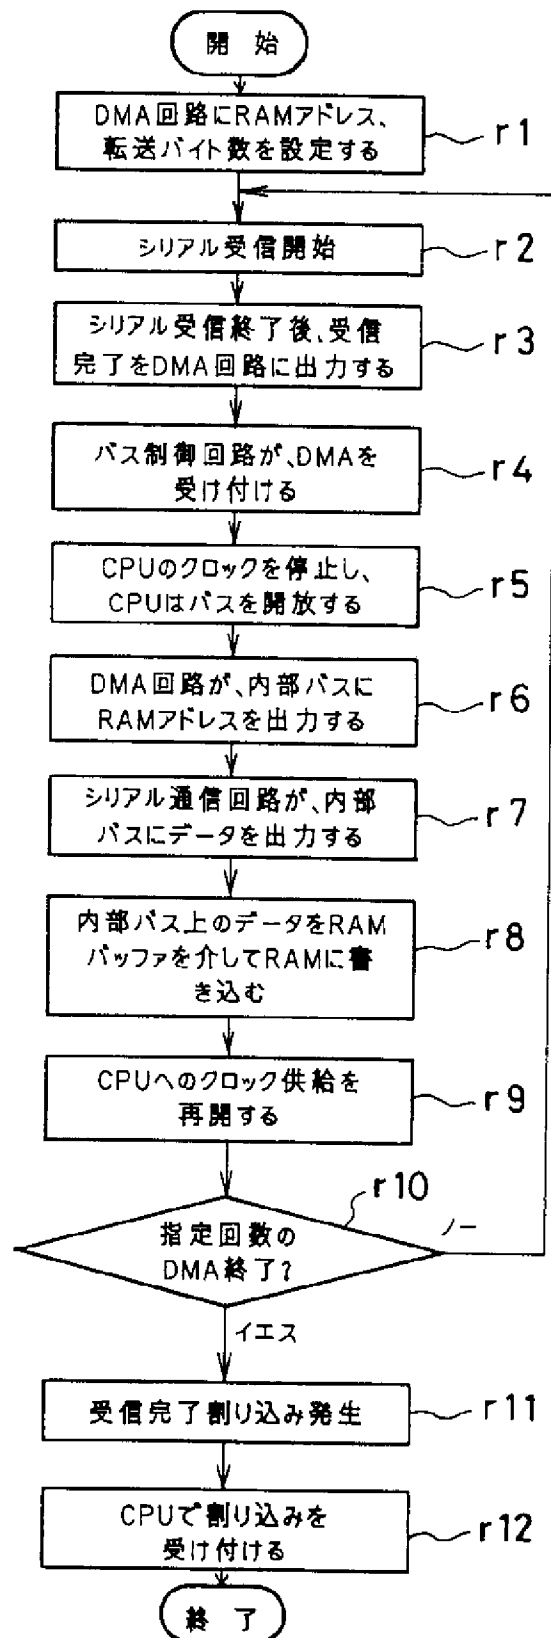 開始
DMA回路にRAMアドレス、
転送バイト数を設定する
r1
シリアル受信開始
r2
シリアル受信終了後、受信
完了をDMA回路に出力する
r3
バス制御回路が、DMAを
受け付ける
r4
CPUのクロックを停止し、
CPUはバスを開放する
r5
DMA回路が、内部バスに
RAMアドレスを出力する
r6
シリアル通信回路が、内部
バスにデータを出力する
r7
内部バス上のデータをRAM
バッファを介してRAMに書
き込む
r8
CPUへのクロック供給を
再開する
r9
r10
指定回数の
DMA終了?
ノー
イエス
受信完了割り込み発生
r11
CPUで割り込みを
受け付ける
r12
終了